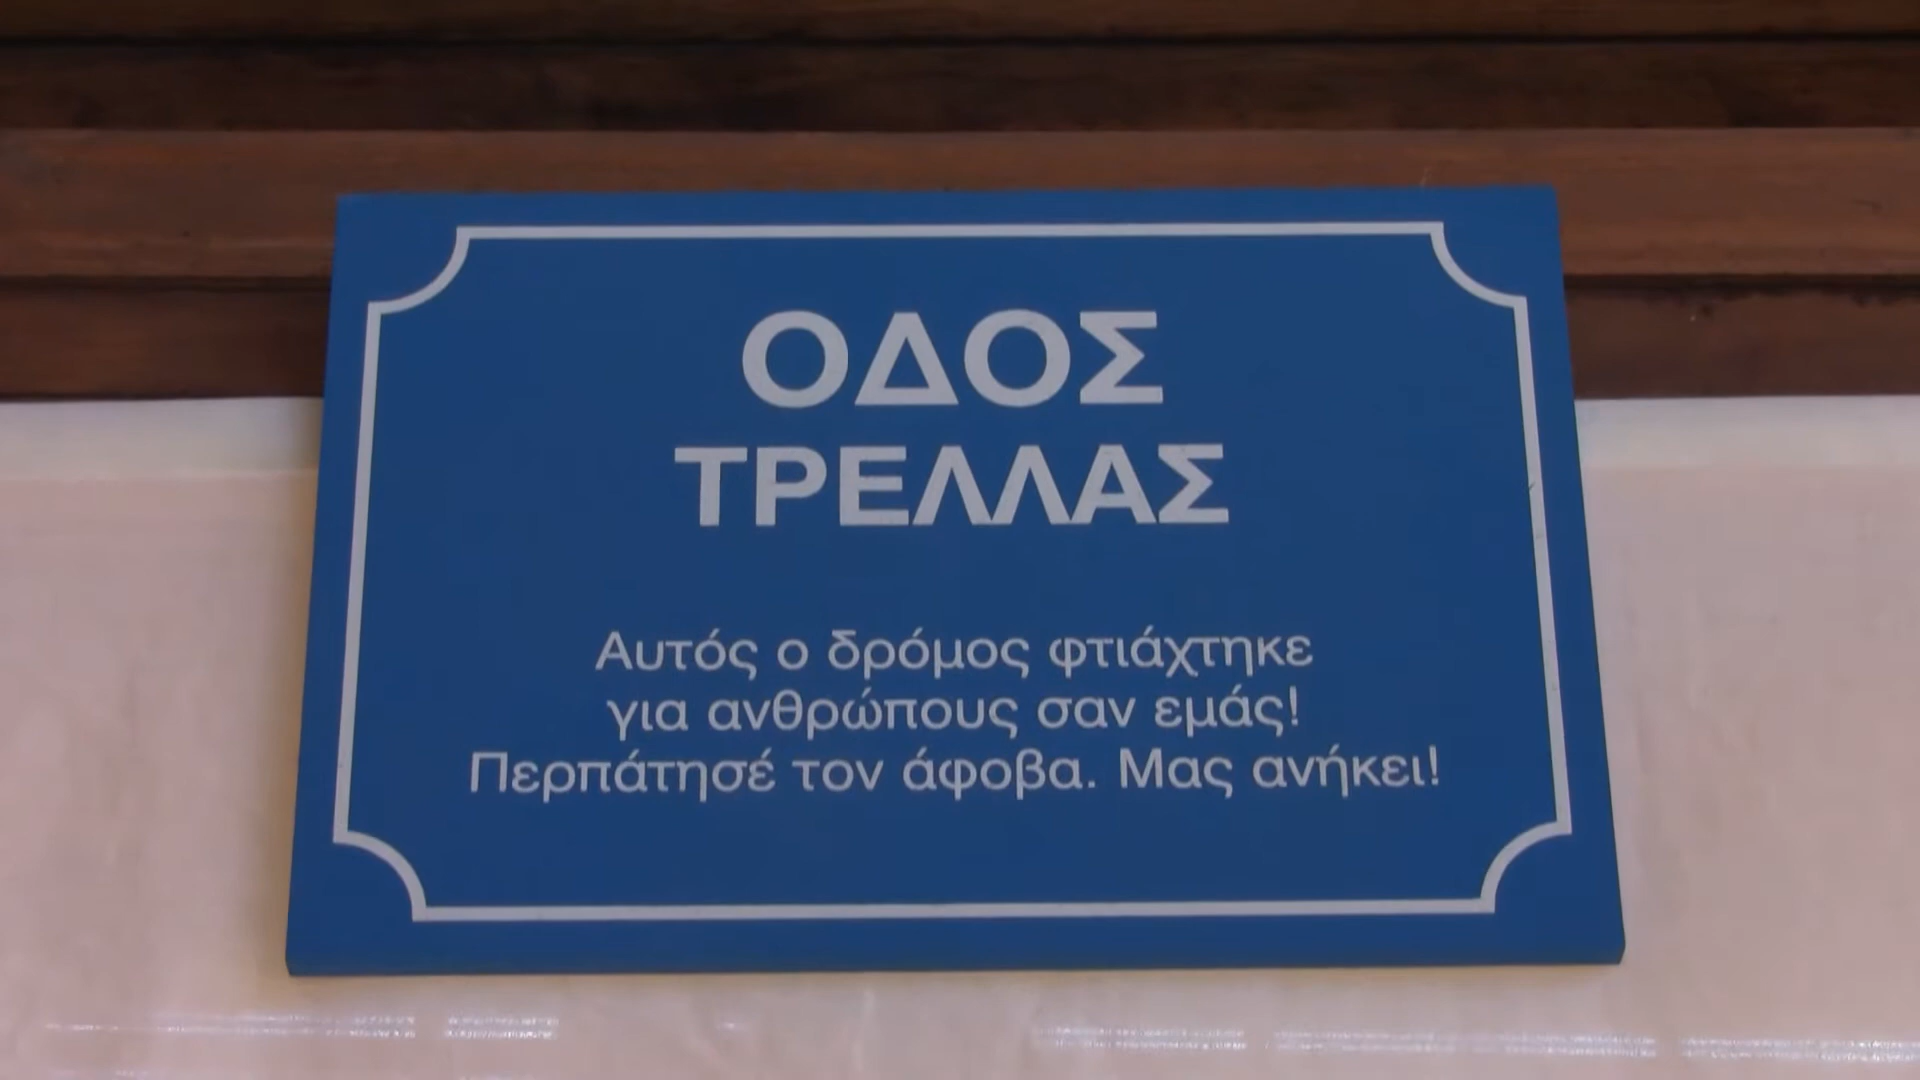 ΟΔΟΣ
ΤΡΕΛΛΑΣ
Αυτός ο δρόμος φτιάχτηκε
για ανθρώπους σαν εμάς!
Περπάτησέ τον άφοβα. Μας ανήκει!